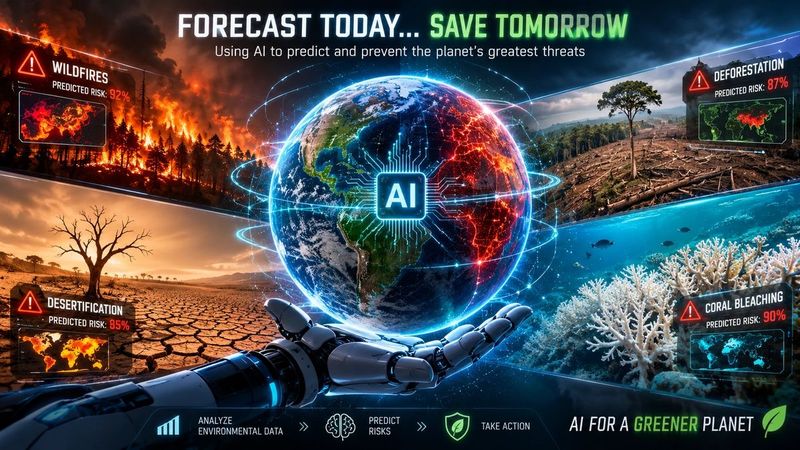 FORECAST TODAY... SAVE TOMORROW
Using AI to predict and prevent the planet's greatest threats
WILDFIRES
PREDICTED RISK: 92%
DEFORESTATION
PREDICTED RISK: 87%
AI
DESERTIFICATION
PREDICTED RISK: 95%
CORAL BLEACHING
PREDICTED RISK: 90%
ANALYZE
ENVIRONMENTAL DATA
PREDICT
RISKS
TAKE ACTION
AI FOR A GREENER PLANET